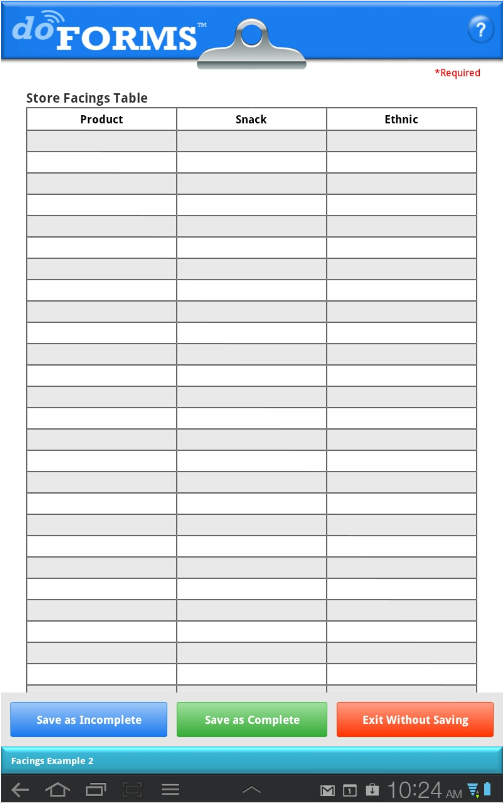 doFORMS™
?
*Required
Store Facings Table
Product Snack Ethnic
Save as Incomplete Save as Complete Exit Without Saving
Facings Example 2
1 10:24 AM